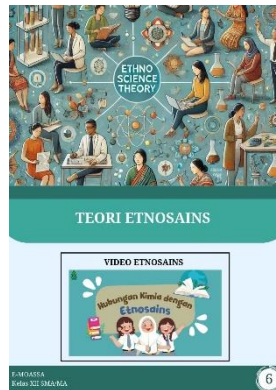 ETHNO
SCIENCE
THEORY
TEORI ETNOSAINS
VIDEO ETNOSAINS
Hubungan Kimia dengan
Etnosains
E-MOASSA
Kelas XII SMA/MA
6